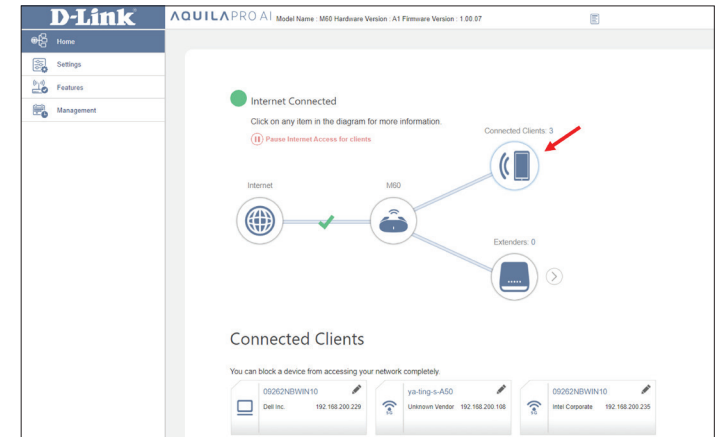 D-Link
AQUILA PRO AI Model Name : M60 Hardware Version : A1 Firmware Version : 1.00.07
Home
Settings
Features
Management
Internet Connected
Click on any item in the diagram for more information.
Pause Internet Access for clients
Connected Clients: 3
Internet
M60
Extenders: 0
Connected Clients
You can block a device from accessing your network completely.
09262NBWIN10
Dell Inc. 192.168.200.229
ya-ting-s-A50
Unknown Vendor 192.168.200.108
09262NBWIN10
Intel Corporate 192.168.200.235